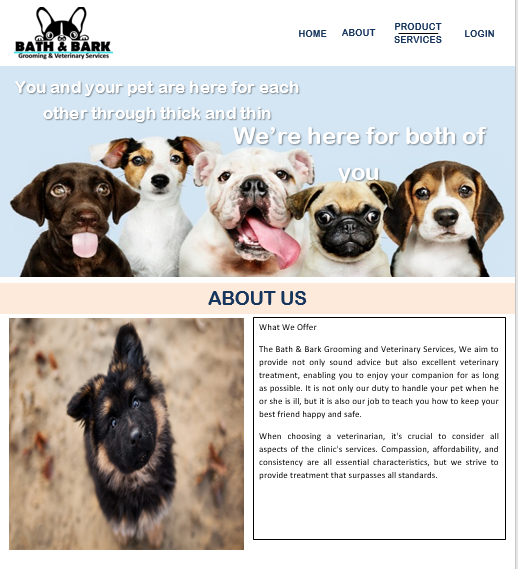 BATH & BARK
Grooming & Veterinary Services
HOME
ABOUT
PRODUCT
SERVICES
LOGIN
You and your pet are here for each
other through thick and thin
We're here for both of
you
ABOUT US
What We Offer
The Bath & Bark Grooming and Veterinary Services, We aim to
provide not only sound advice but also excellent veterinary
treatment, enabling you to enjoy your companion for as long
as possible. It is not only our duty to handle your pet when he
or she is ill, but it is also our job to teach you how to keep your
best friend happy and safe.
When choosing a veterinarian, it's crucial to consider all
aspects of the clinic's services. Compassion, affordability, and
consistency are all essential characteristics, but we strive to
provide treatment that surpasses all standards.